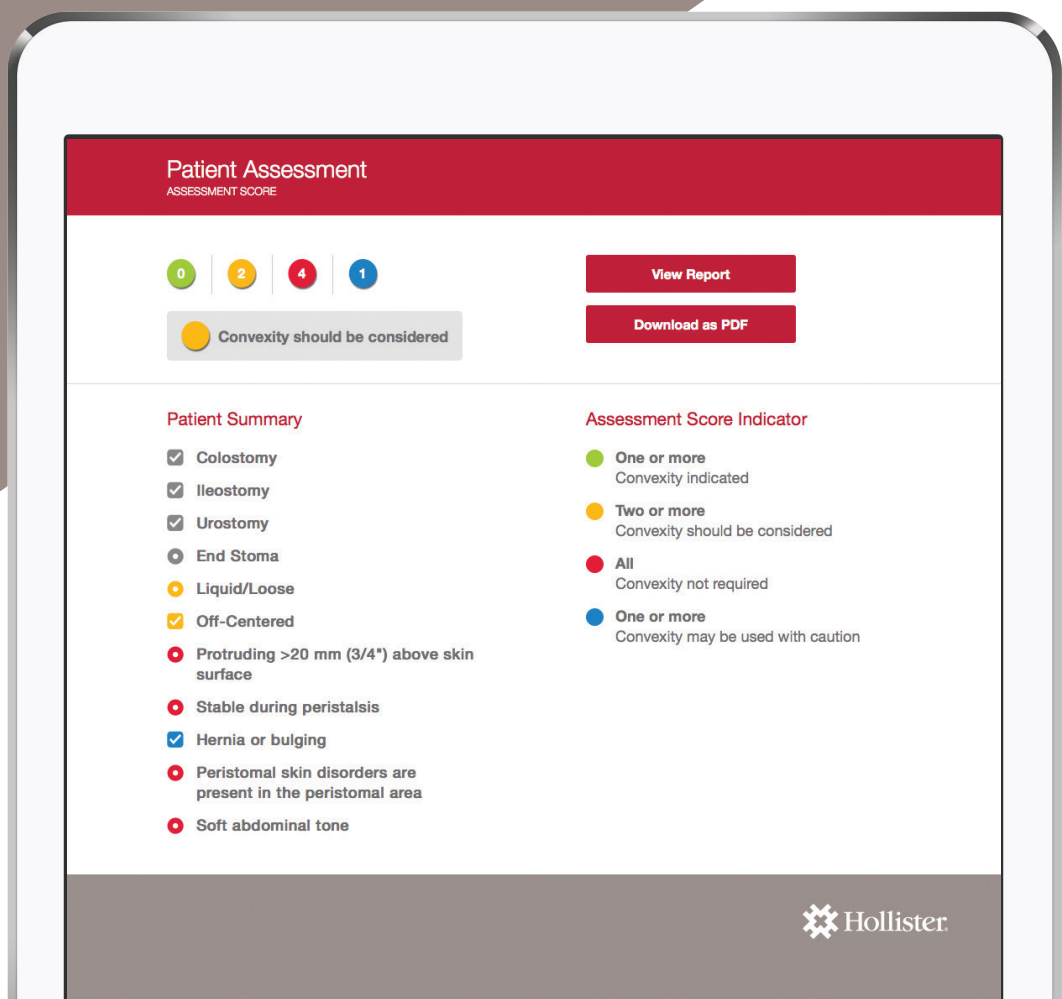 Patient Assessment
ASSESSMENT SCORE
0 2 4 1
View Report
Download as PDF
Convexity should be considered
Patient Summary
Colostomy
Ileostomy
Urostomy
End Stoma
Liquid/Loose
Off-Centered
Protruding >20 mm (3/4") above skin
surface
Stable during peristalsis
Hernia or bulging
Peristomal skin disorders are
present in the peristomal area
Soft abdominal tone
Assessment Score Indicator
One or more
Convexity indicated
Two or more
Convexity should be considered
All
Convexity not required
One or more
Convexity may be used with caution
Hollister